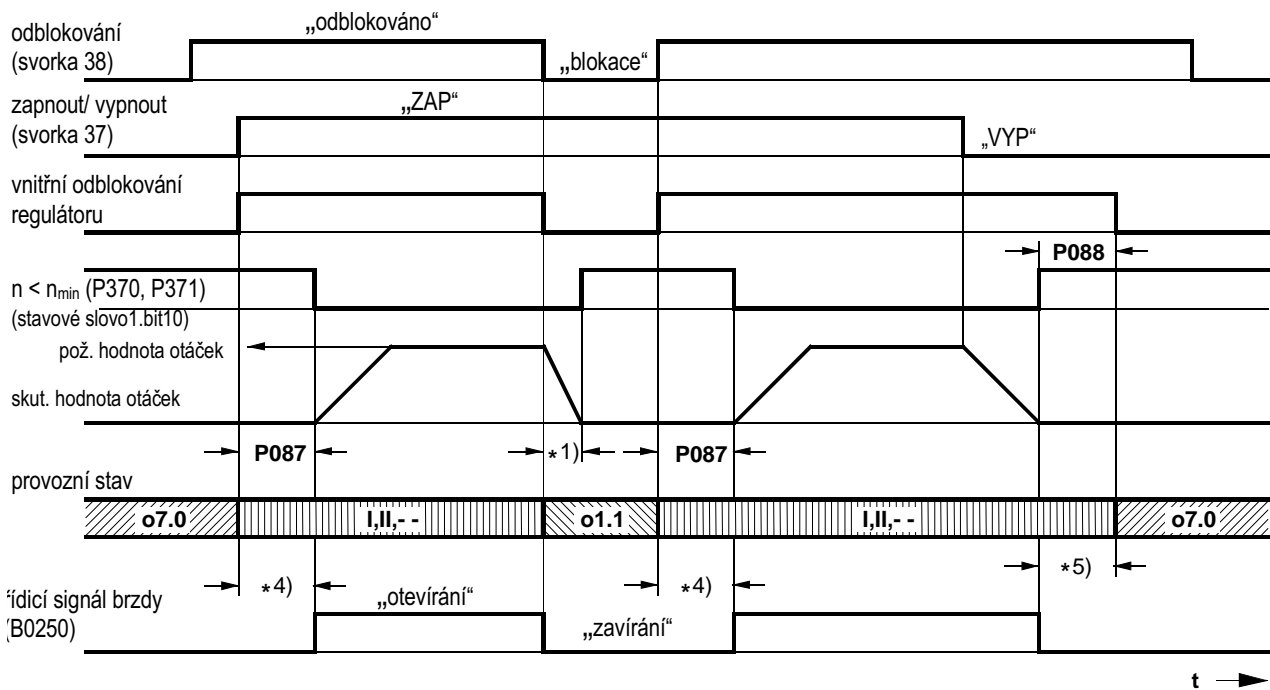 odblokování
(svorka 38)
„odblokováno“
„blokace“
zapnout/ vypnout
(svorka 37)
„ZAP“
„VYP“
vnitřní odblokování
regulátoru
P088
n < nmin (P370, P371)
(stavové slovo1.bit10)
pož. hodnota otáček
skut. hodnota otáček
P087
*1)
P087
provozní stav
o7.0
I,II,- -
o1.1
I,II,- -
o7.0
*4)
*4)
*5)
řídicí signál brzdy
(B0250)
„otevírání“
„zavírání“
t